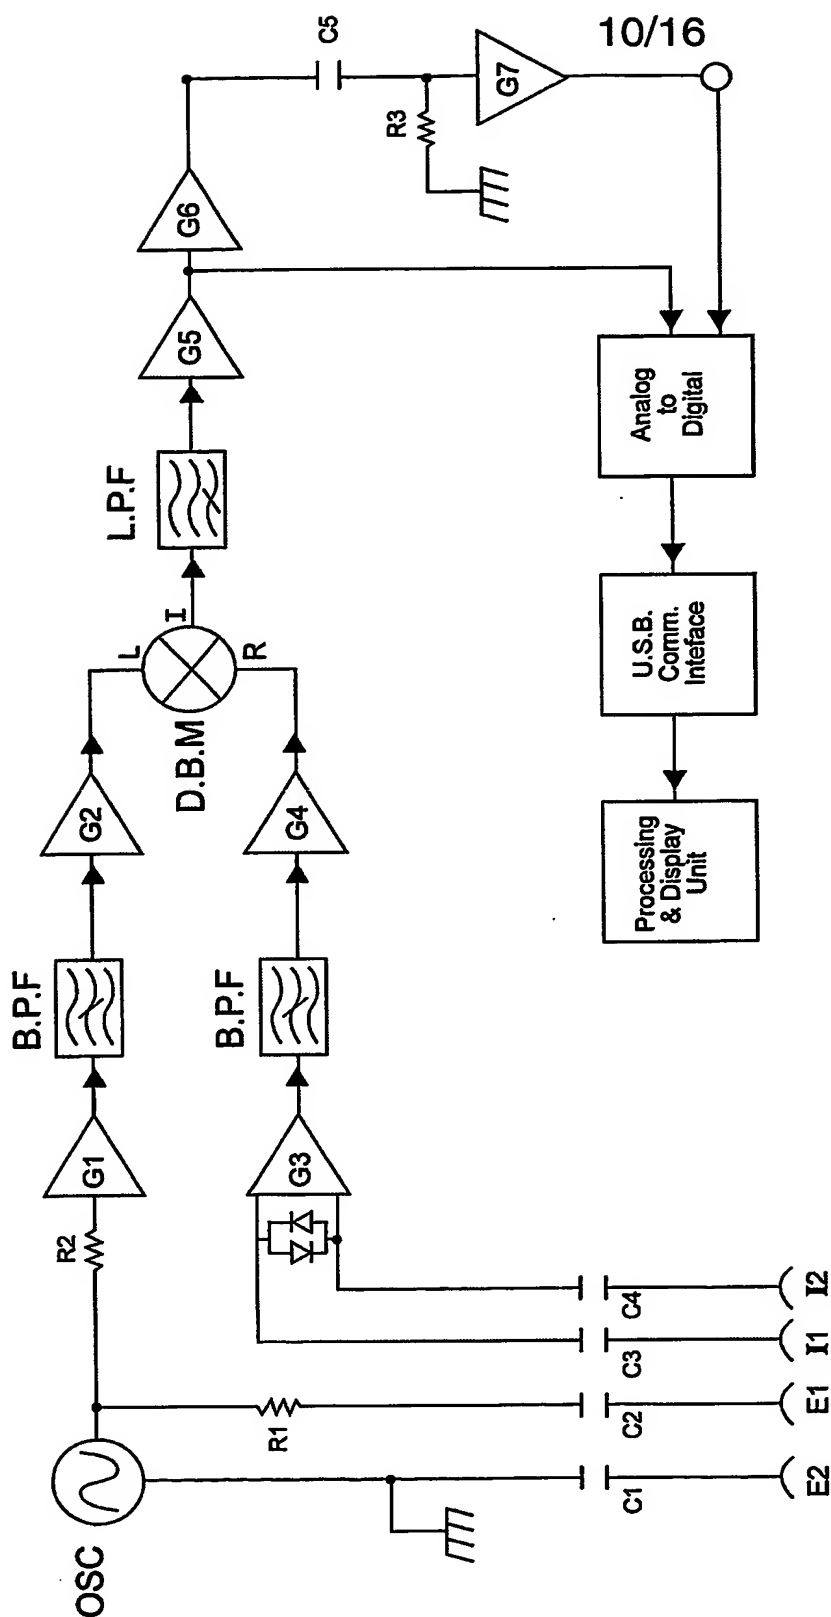 10/16
OSC
R2
G1
B.P.F
G2
L
D.B.M
I
R
L.P.F
G5
G6
C5
R3
G7
R1
G3
B.P.F
G4
E2
C1
E1
C2
I1
C3
I2
C4
Analog
to
Digital
U.S.B.
Comm.
Inteface
Processing
& Display
Unit